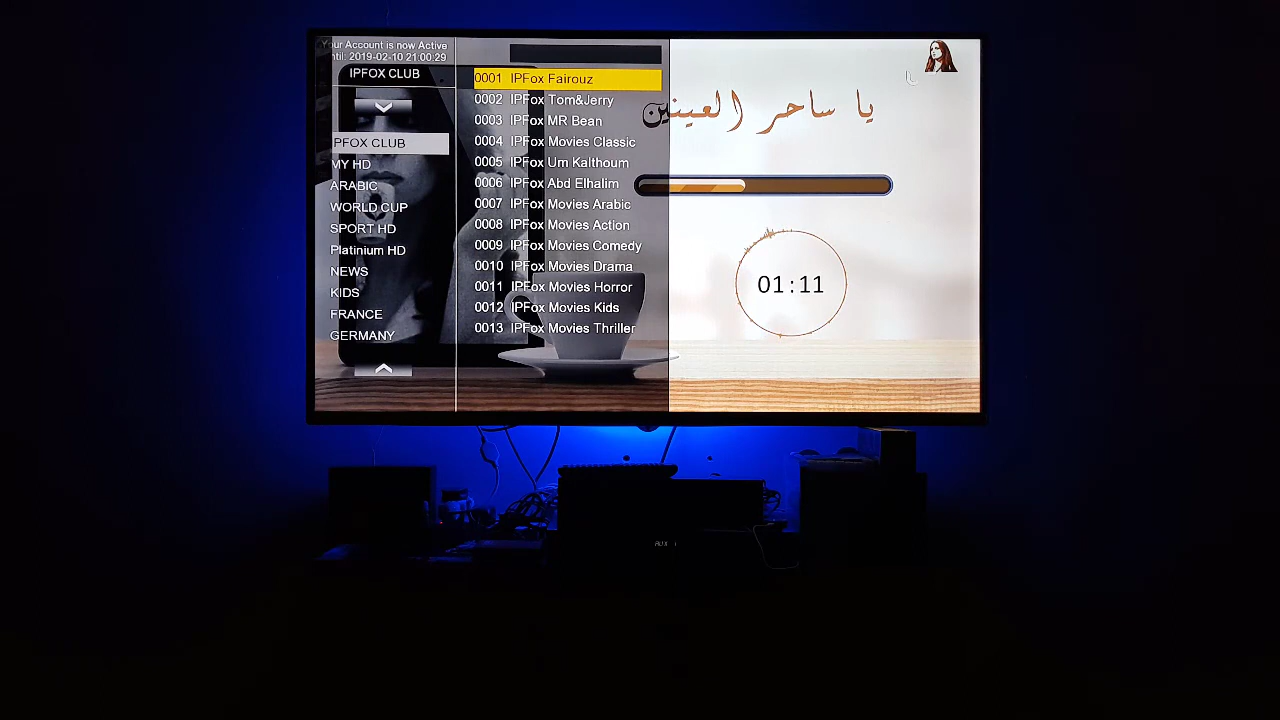 Your Account is now Active
until: 2019-02-10 21:00:29
IPFOX CLUB
IPFOX CLUB
MY HD
ARABIC
WORLD CUP
SPORT HD
Platinium HD
NEWS
KIDS
FRANCE
GERMANY
0001 IPFox Fairouz
0002 IPFox Tom&Jerry
0003 IPFox MR Bean
0004 IPFox Movies Classic
0005 IPFox Um Kalthoum
0006 IPFox Abd Elhalim
0007 IPFox Movies Arabic
0008 IPFox Movies Action
0009 IPFox Movies Comedy
0010 IPFox Movies Drama
0011 IPFox Movies Horror
0012 IPFox Movies Kids
0013 IPFox Movies Thriller
يا ساحر العينين
01:11